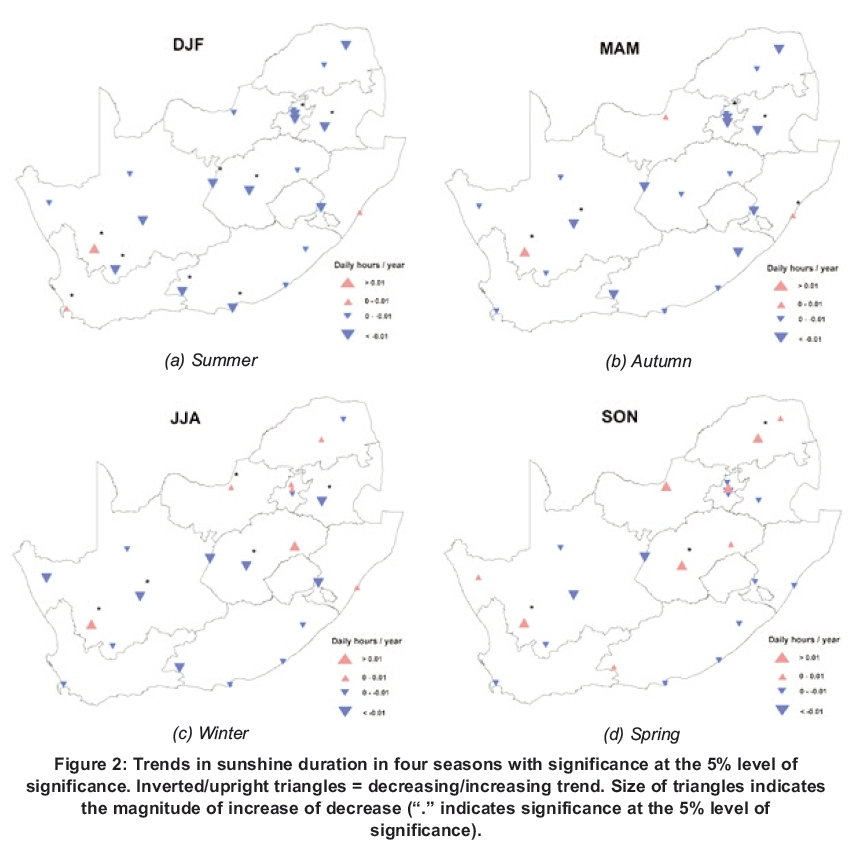 DJF
Daily hours / year
> 0.01
0 - 0.01
0 - -0.01
< -0.01
(a) Summer
MAM
Daily hours / year
> 0.01
0 - 0.01
0 - -0.01
< -0.01
(b) Autumn
JJA
Daily hours / year
> 0.01
0 - 0.01
0 - -0.01
< -0.01
(c) Winter
SON
Daily hours / year
> 0.01
0 - 0.01
0 - -0.01
< -0.01
(d) Spring
Figure 2: Trends in sunshine duration in four seasons with significance at the 5% level of
significance. Inverted/upright triangles = decreasing/increasing trend. Size of triangles indicates
the magnitude of increase of decrease (“.” indicates significance at the 5% level of
significance).